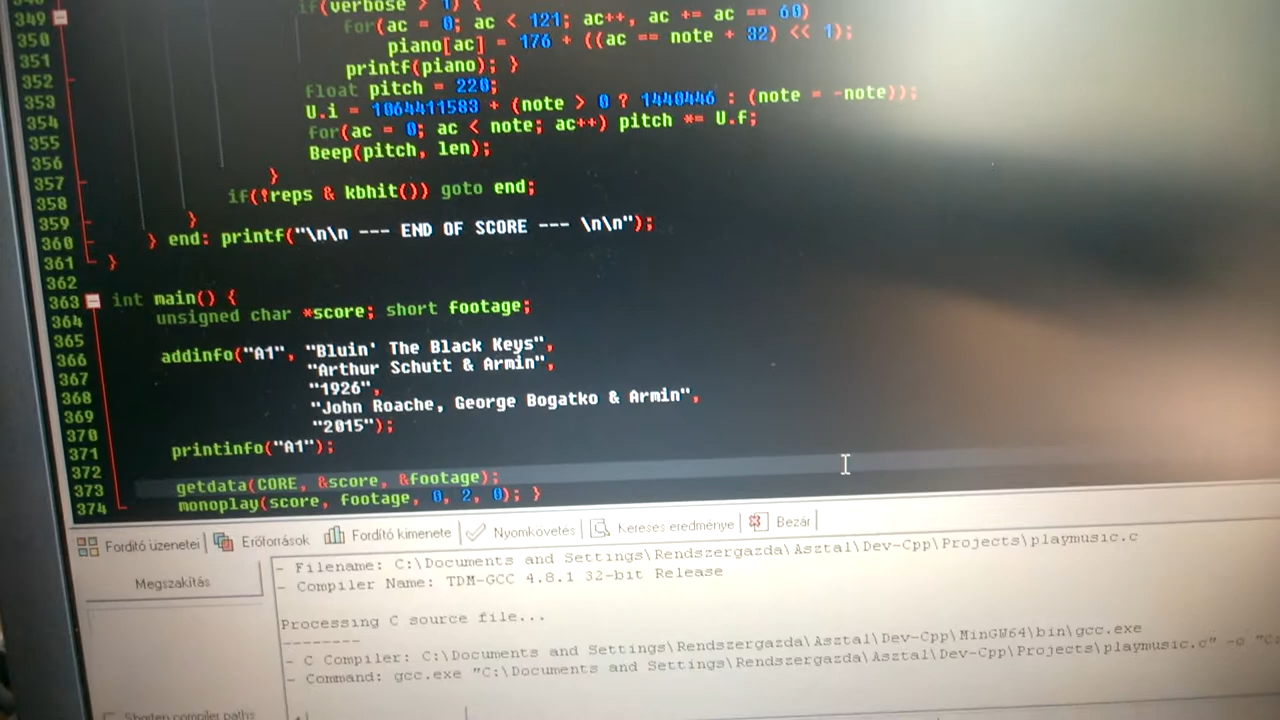 349 if(verbose > 1) {
350 for(ac = 0; ac < 121; ac++, ac += ac == 60)
351 piano[ac] = 176 + ((ac == note + 32) << 1);
352 printf(piano); }
353 float pitch = 220;
354 U.i = 1064411583 + (note > 0 ? 1440446 : (note = -note));
355 for(ac = 0; ac < note; ac++) pitch *= U.f;
356 Beep(pitch, len);
357 }
358 if(!reps & kbhit()) goto end;
359 }
360 } end: printf("\n\n --- END OF SCORE --- \n\n");
361 }
362
363 int main() {
364 unsigned char *score; short footage;
365
366 addinfo("A1", "Bluin' The Black Keys",
367 "Arthur Schutt & Armin",
368 "1926",
369 "John Roache, George Bogatko & Armin",
370 "2015");
371 printinfo("A1");
372
373 getdata(CORE, &score, &footage);
374 monoplay(score, footage, 0, 2, 0); }
Fordító üzenetei Erőforrások Fordító kimenete Nyomkövetés Keresés eredménye Bezár
Megszakítás
- Filename: C:\Documents and Settings\Rendszergazda\Asztal\Dev-Cpp\Projects\playmusic.c
- Compiler Name: TDM-GCC 4.8.1 32-bit Release
Processing C source file...
--------
- C Compiler: C:\Documents and Settings\Rendszergazda\Asztal\Dev-Cpp\MinGW64\bin\gcc.exe
- Command: gcc.exe "C:\Documents and Settings\Rendszergazda\Asztal\Dev-Cpp\Projects\playmusic.c" -o "C:
Shorten compiler paths